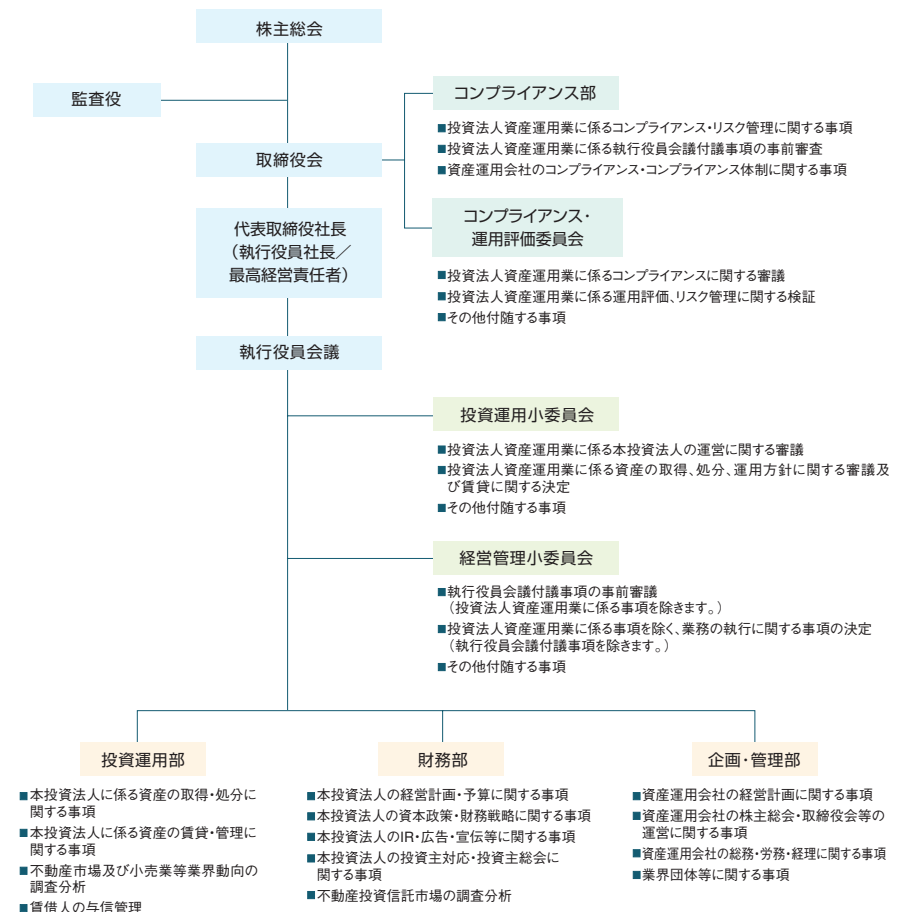 株主総会
監査役
コンプライアンス部
■投資法人資産運用業に係るコンプライアンス・リスク管理に関する事項
■投資法人資産運用業に係る執行役員会議付議事項の事前審査
■資産運用会社のコンプライアンス・コンプライアンス体制に関する事項
取締役会
コンプライアンス・
運用評価委員会
■投資法人資産運用業に係るコンプライアンスに関する審議
■投資法人資産運用業に係る運用評価、リスク管理に関する検証
■その他付随する事項
代表取締役社長
（執行役員社長／
最高経営責任者）
執行役員会議
投資運用小委員会
■投資法人資産運用業に係る本投資法人の運営に関する審議
■投資法人資産運用業に係る資産の取得、処分、運用方針に関する審議及
び賃貸に関する決定
■その他付随する事項
経営管理小委員会
■執行役員会議付議事項の事前審議
（投資法人資産運用業に係る事項を除きます。）
■投資法人資産運用業に係る事項を除く、業務の執行に関する事項の決定
（執行役員会議付議事項を除きます。）
■その他付随する事項
投資運用部
■本投資法人に係る資産の取得・処分に
関する事項
■本投資法人に係る資産の賃貸・管理に
関する事項
■不動産市場及び小売業等業界動向の
調査分析
■賃借人の与信管理
財務部
■本投資法人の経営計画・予算に関する事項
■本投資法人の資本政策・財務戦略に関する事項
■本投資法人のIR・広告・宣伝等に関する事項
■本投資法人の投資主対応・投資主総会に
関する事項
■不動産投資信託市場の調査分析
企画・管理部
■資産運用会社の経営計画に関する事項
■資産運用会社の株主総会・取締役会等の
運営に関する事項
■資産運用会社の総務・労務・経理に関する事項
■業界団体等に関する事項